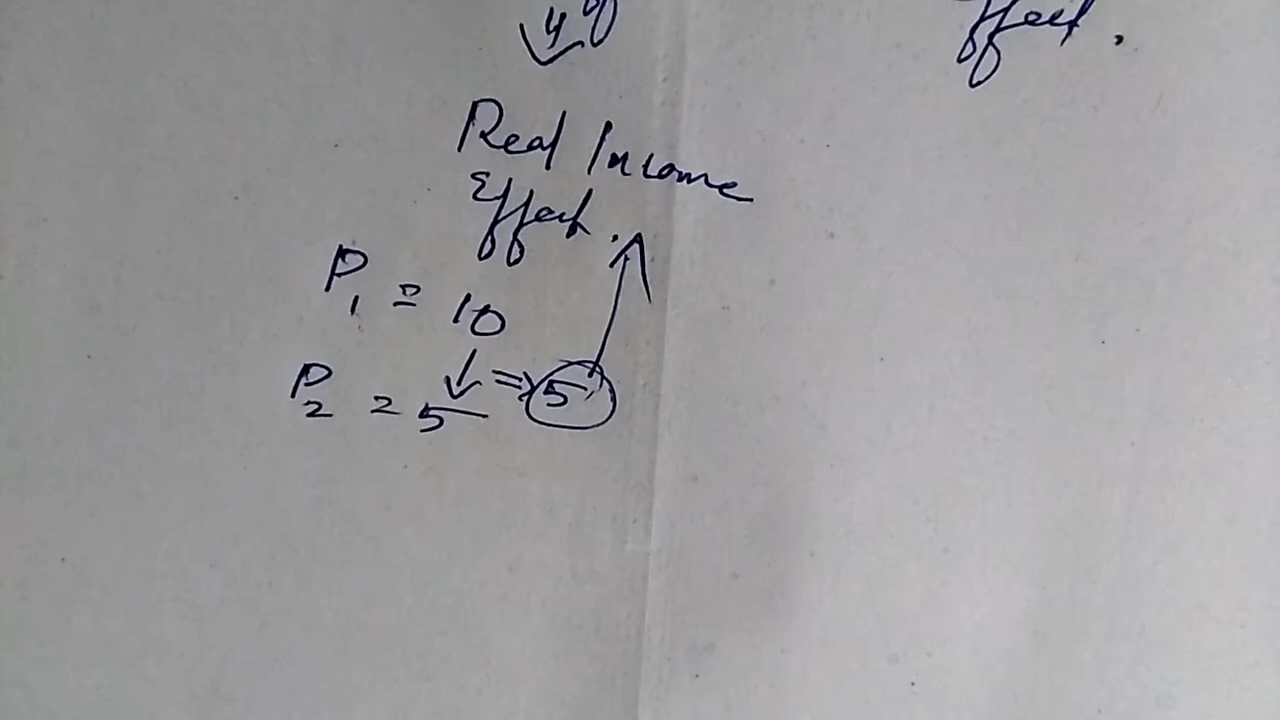 Effect.
Real Income
Effect.
P1 = 10
P2 = 5 => 5